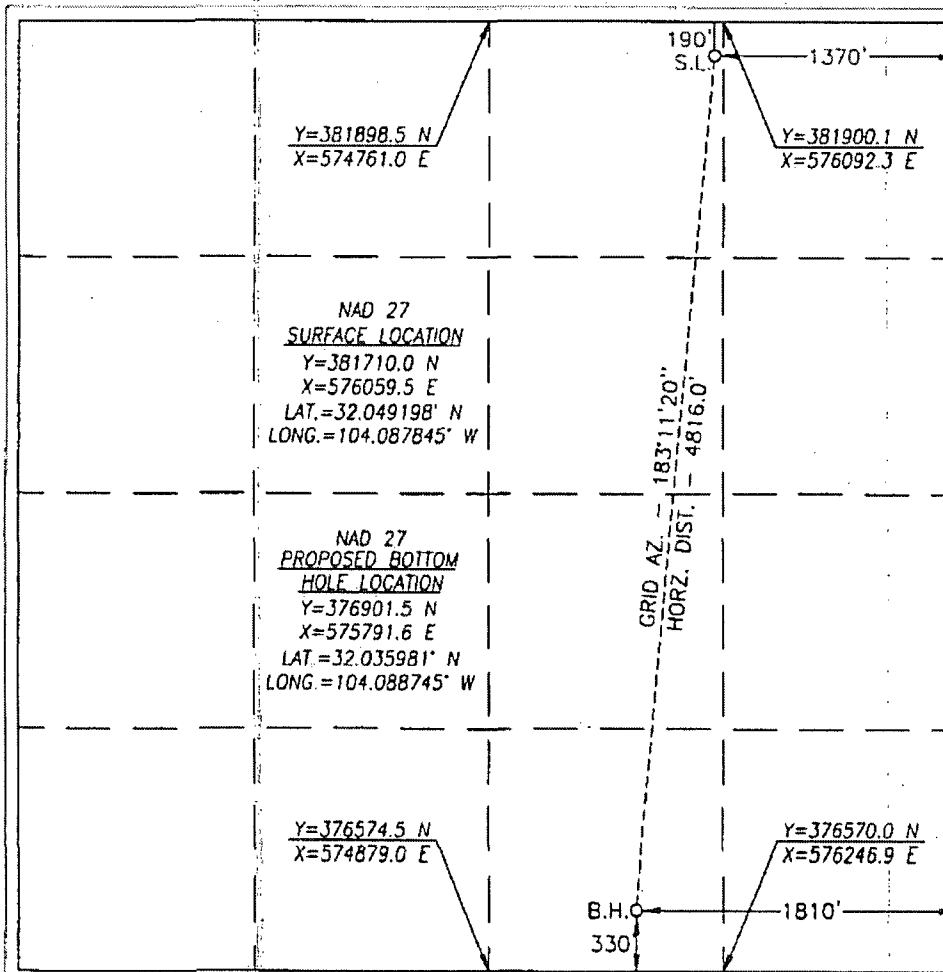 190'
S.L.
1370'
Y=381898.5 N
X=574761.0 E
Y=381900.1 N
X=576092.3 E
NAD 27
SURFACE LOCATION
Y=381710.0 N
X=576059.5 E
LAT.=32.049198' N
LONG.=104.087845° W
GRID AZ. — 183°11'20"
HORZ. DIST. — 4816.0'
NAD 27
PROPOSED BOTTOM
HOLE LOCATION
Y=376901.5 N
X=575791.6 E
LAT.=32.035981° N
LONG.=104.088745° W
Y=376574.5 N
X=574879.0 E
Y=376570.0 N
X=576246.9 E
B.H.
1810'
330'